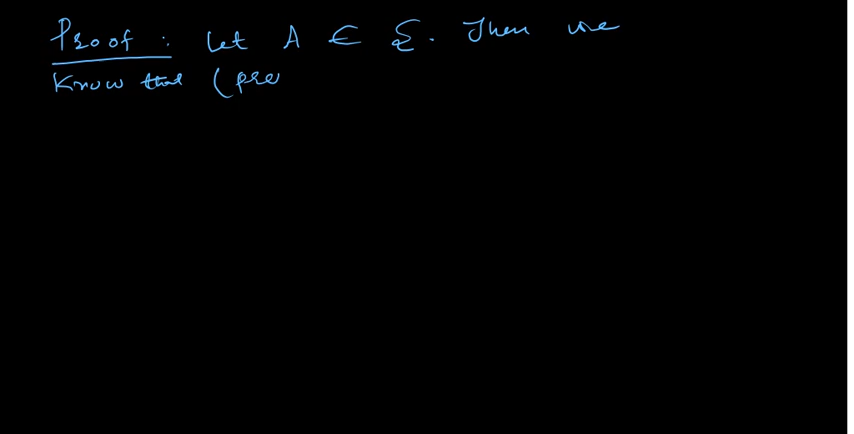 Proof : Let A ∈ Σ. Then we
Know that (pre